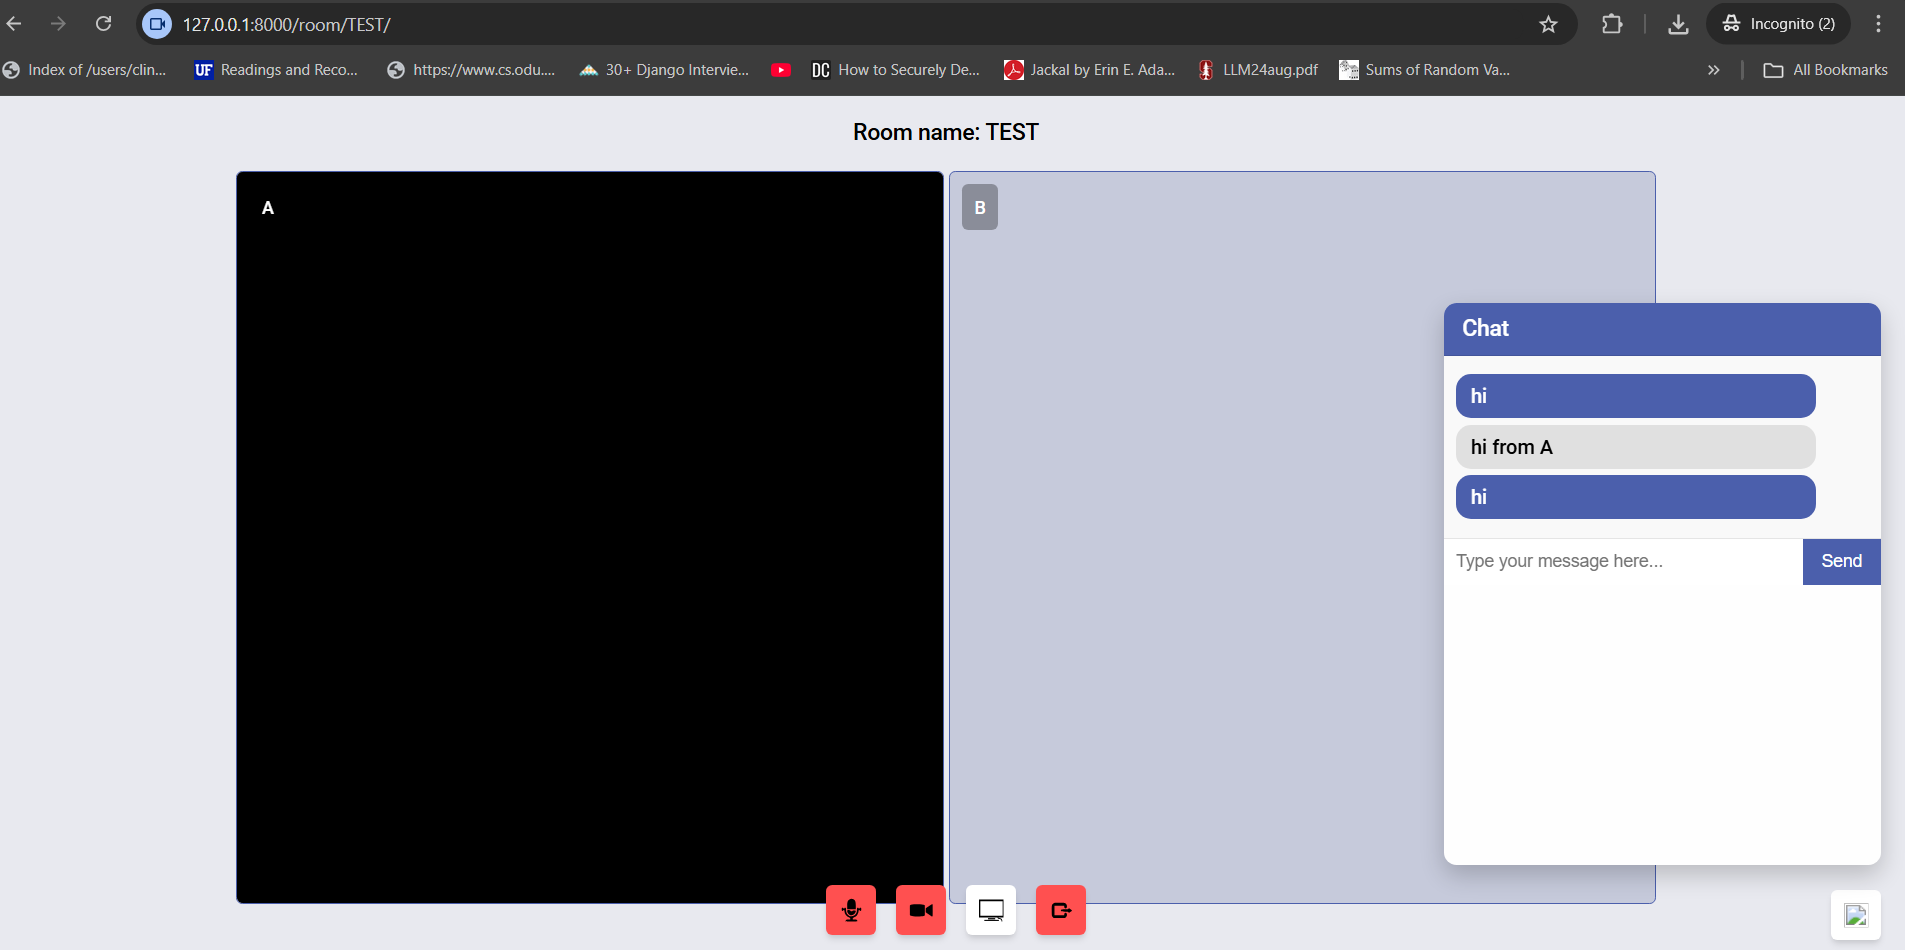 127.0.0.1:8000/room/TEST/
Incognito (2)
Index of /users/clin...
UF Readings and Reco...
https://www.cs.odu....
30+ Django Intervie...
DC How to Securely De...
Jackal by Erin E. Ada...
LLM24aug.pdf
Sums of Random Va...
All Bookmarks
Room name: TEST
A
B
Chat
hi
hi from A
hi
Type your message here...
Send